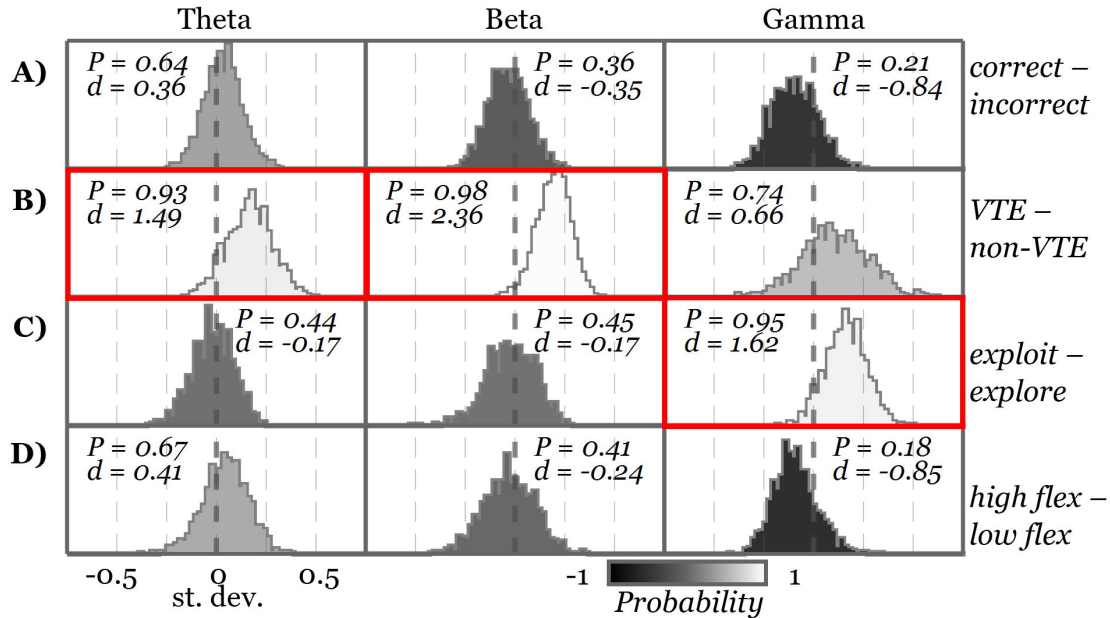 Theta Beta Gamma
A) P = 0.64 P = 0.36 P = 0.21 correct –
d = 0.36 d = -0.35 d = -0.84 incorrect
B) P = 0.93 P = 0.98 P = 0.74 VTE –
d = 1.49 d = 2.36 d = 0.66 non-VTE
C) P = 0.44 P = 0.45 P = 0.95 exploit –
d = -0.17 d = -0.17 d = 1.62 explore
D) P = 0.67 P = 0.41 P = 0.18 high flex –
d = 0.41 d = -0.24 d = -0.85 low flex
-0.5 0 0.5 -1 1
st. dev. Probability